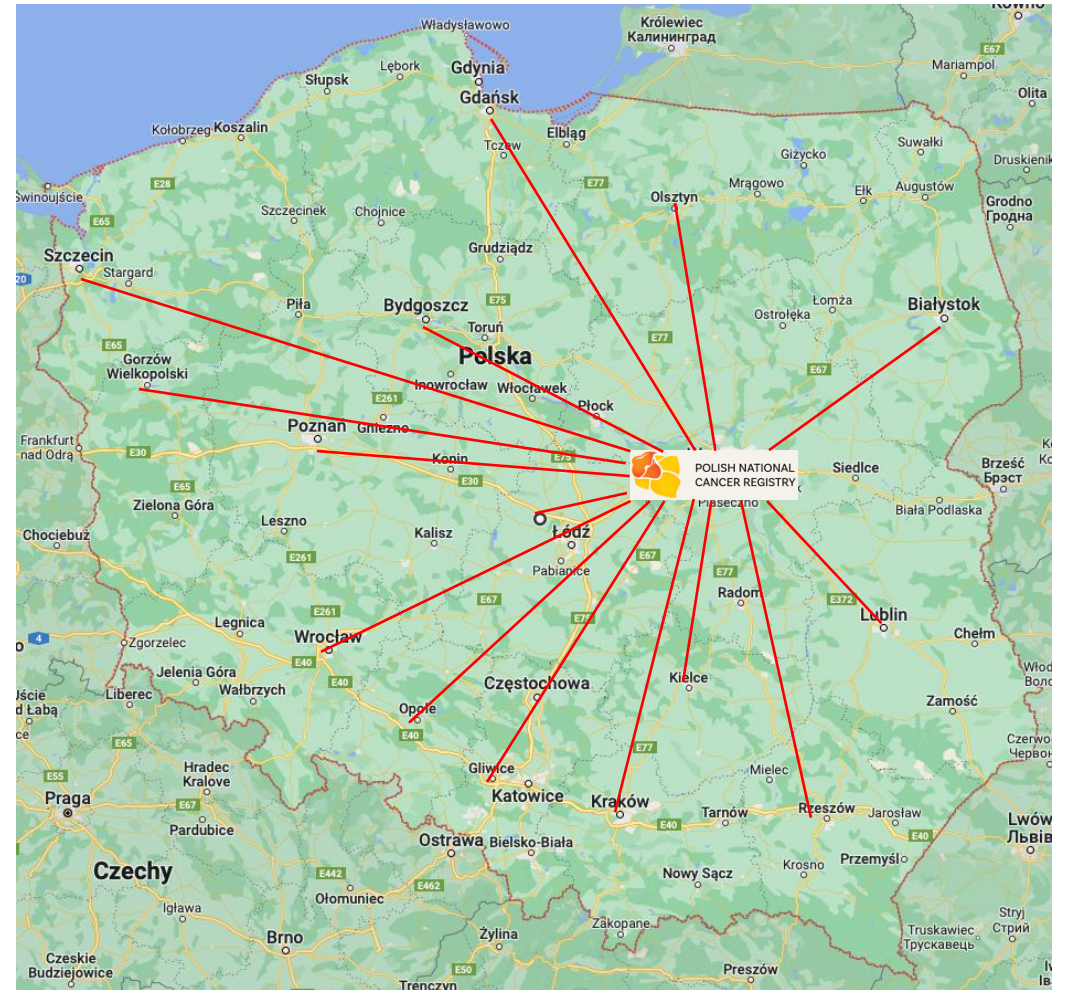 Kowno
Władysławowo
Królewiec
Калининград
E67
Mariampol
Lębork
Gdynia
Słupsk
Gdańsk
Olita
Kołobrzeg
Koszalin
Elbląg
Tczew
Suwałki
Giżycko
Druskienik
E28
E77
Mrągowo
Ełk
Augustów
Świnoujście
Olsztyn
Grodno
Гродна
E65
Szczecinek
Chojnice
Szczecin
Grudziądz
20
Stargard
Piła
Bydgoszcz
E75
Łomża
Białystok
Ostrołęka
Toruń
E77
E65
Polska
Gorzów
Wielkopolski
E67
Inowrocław
Włocławek
E261
Płock
Poznań
Gniezno
Frankfurt
nad Odrą
E30
Konin
E75
E30
POLISH NATIONAL
CANCER REGISTRY
Siedlce
Brześć
Брэст
E65
Piaseczno
Zielona Góra
Biała Podlaska
Leszno
Chociebuż
Kalisz
Łódź
E261
E67
Pabianice
E77
Radom
E67
E372
E261
Legnica
Lublin
Wrocław
Chełm
4
Zgorzelec
E40
Jelenia Góra
Kielce
E40
Częstochowa
Liberec
Wałbrzych
Zamość
Opole
E40
E65
E77
Hradec
Kralove
Gliwice
Mielec
E55
Katowice
Praga
E67
Kraków
Tarnów
Rzeszów
Jarosław
Pardubice
E40
E40
Lwów
Львів
Ostrawa
Bielsko-Biała
Czechy
E442
Krosno
Przemyśl
Nowy Sącz
E462
Ołomuniec
Igława
Stryj
Стрий
Zakopane
Truskawiec
Трускавець
Brno
Żylina
Czeskie
Budziejowice
E50
Preszów
Trenczyn